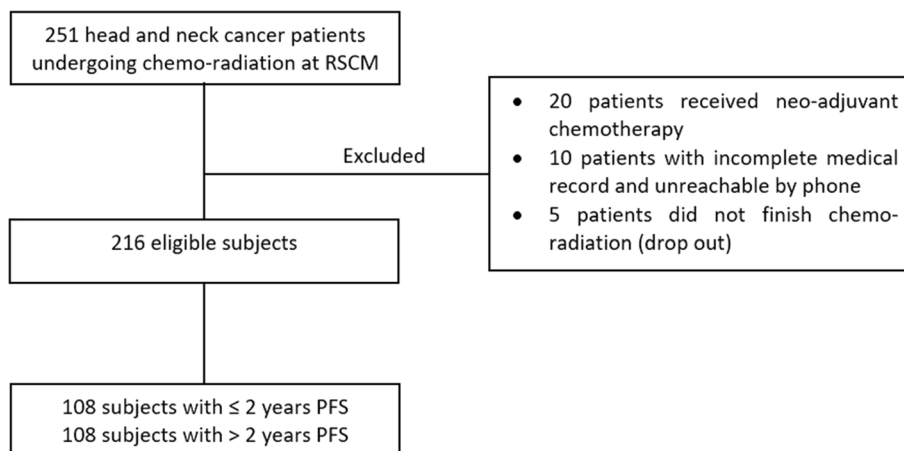 251 head and neck cancer patients
undergoing chemo-radiation at RSCM
Excluded
• 20 patients received neo-adjuvant
chemotherapy
• 10 patients with incomplete medical
record and unreachable by phone
• 5 patients did not finish chemo-
radiation (drop out)
216 eligible subjects
108 subjects with ≤ 2 years PFS
108 subjects with > 2 years PFS